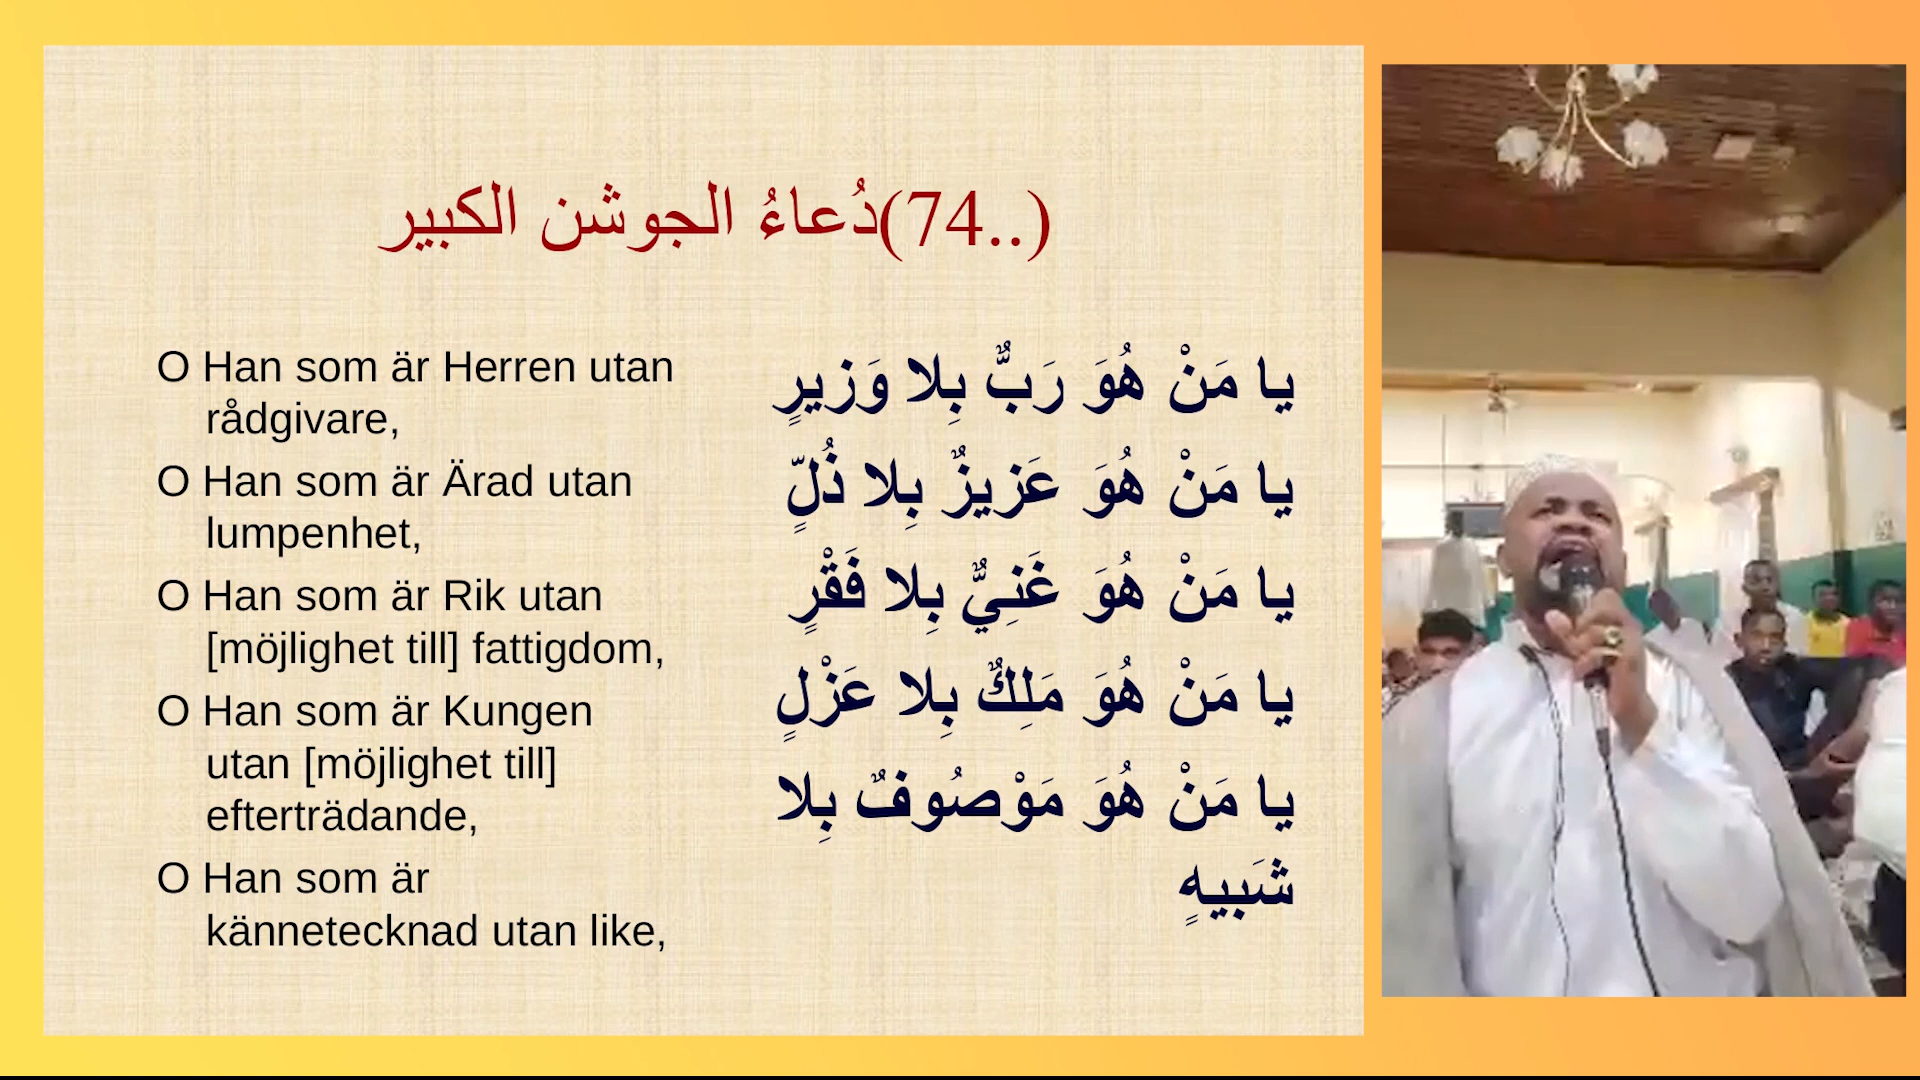 (..74)دُعاءُ الجوشن الكبير
O Han som är Herren utan
rådgivare,
O Han som är Ärad utan
lumpenhet,
O Han som är Rik utan
[möjlighet till] fattigdom,
O Han som är Kungen
utan [möjlighet till]
efterträdande,
O Han som är
kännetecknad utan like,
يا مَنْ هُوَ رَبٌّ بِلا وَزيرٍ
يا مَنْ هُوَ عَزيزٌ بِلا ذُلٍّ
يا مَنْ هُوَ غَنِيٌّ بِلا فَقْرٍ
يا مَنْ هُوَ مَلِكٌ بِلا عَزْلٍ
يا مَنْ هُوَ مَوْصُوفٌ بِلا
شَبيهٍ